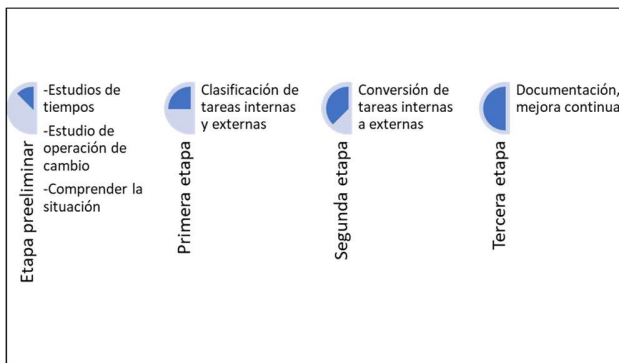 Etapa preeliminar
-Estudios de
tiempos
-Estudio de
operación de
cambio
-Comprender la
situación
Primera etapa
Clasificación de
tareas internas
y externas
Segunda etapa
Conversión de
tareas internas
a externas
Tercera etapa
Documentación,
mejora continua